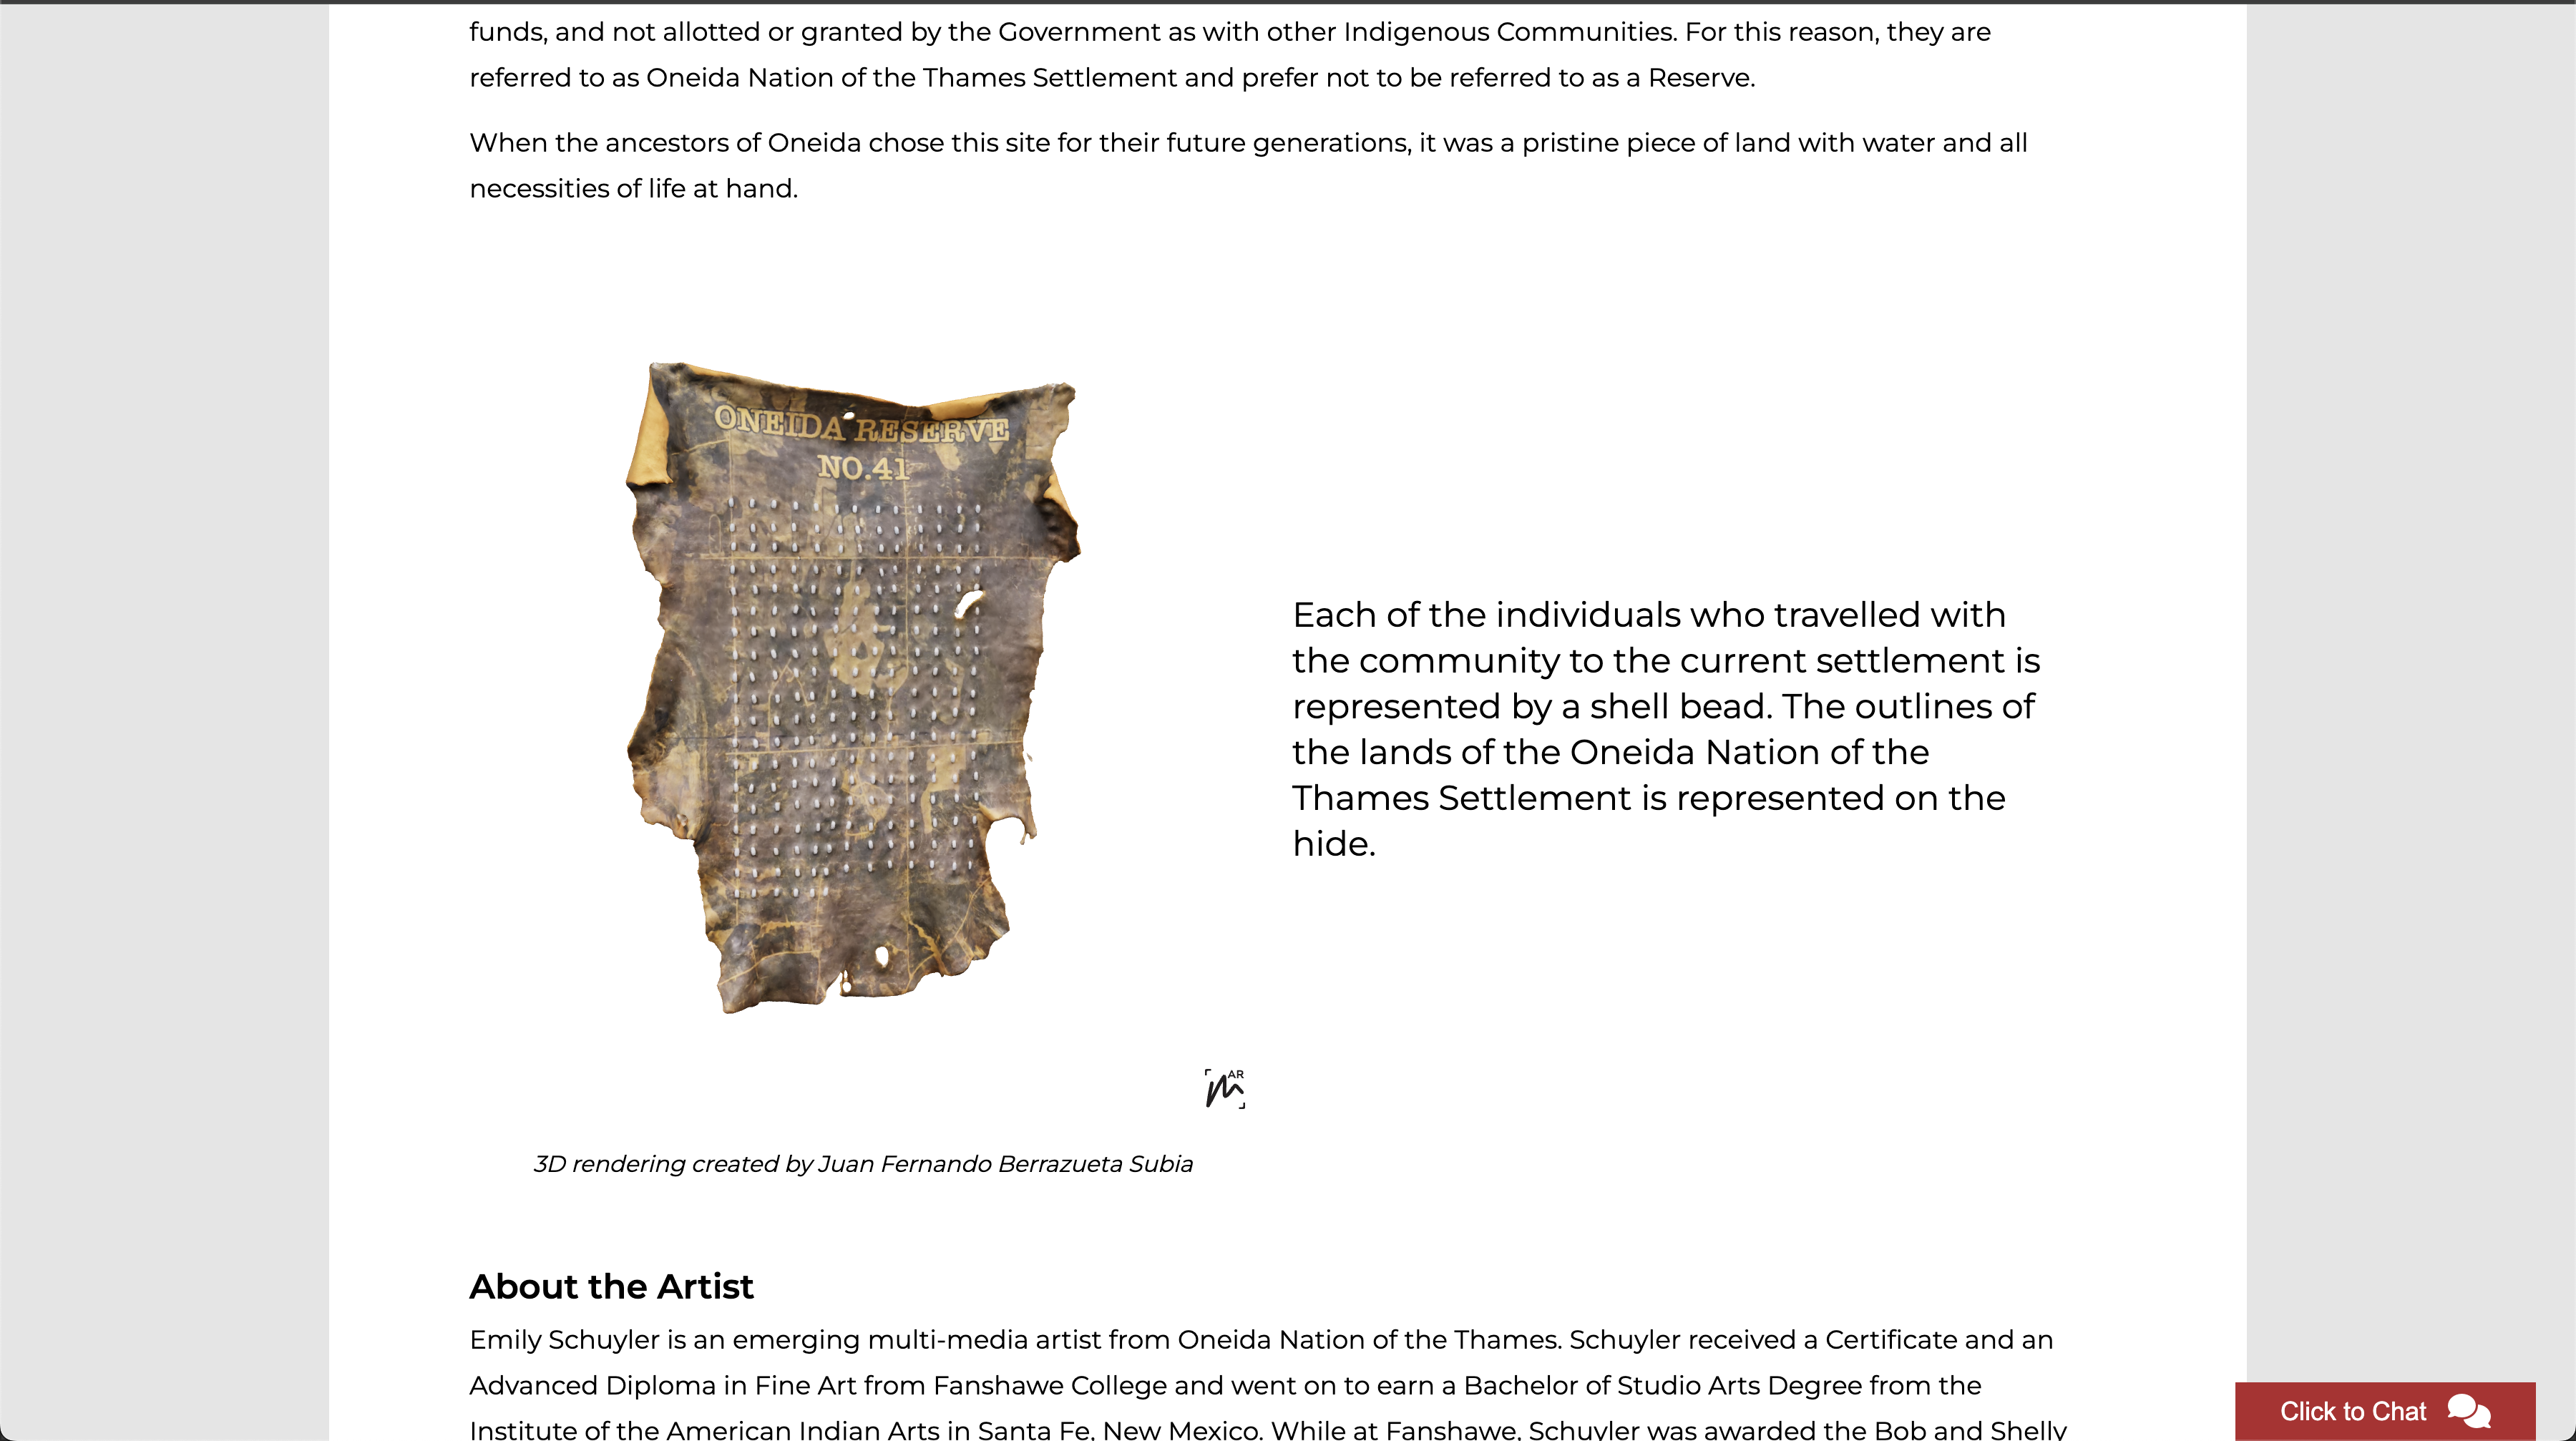 funds, and not allotted or granted by the Government as with other Indigenous Communities. For this reason, they are
referred to as Oneida Nation of the Thames Settlement and prefer not to be referred to as a Reserve.
When the ancestors of Oneida chose this site for their future generations, it was a pristine piece of land with water and all
necessities of life at hand.
ONEIDA RESERVE
NO.41
Each of the individuals who travelled with
the community to the current settlement is
represented by a shell bead. The outlines of
the lands of the Oneida Nation of the
Thames Settlement is represented on the
hide.
AR
3D rendering created by Juan Fernando Berrazueta Subia
About the Artist
Emily Schuyler is an emerging multi-media artist from Oneida Nation of the Thames. Schuyler received a Certificate and an
Advanced Diploma in Fine Art from Fanshawe College and went on to earn a Bachelor of Studio Arts Degree from the
Institute of the American Indian Arts in Santa Fe, New Mexico. While at Fanshawe, Schuyler was awarded the Bob and Shelly
Click to Chat